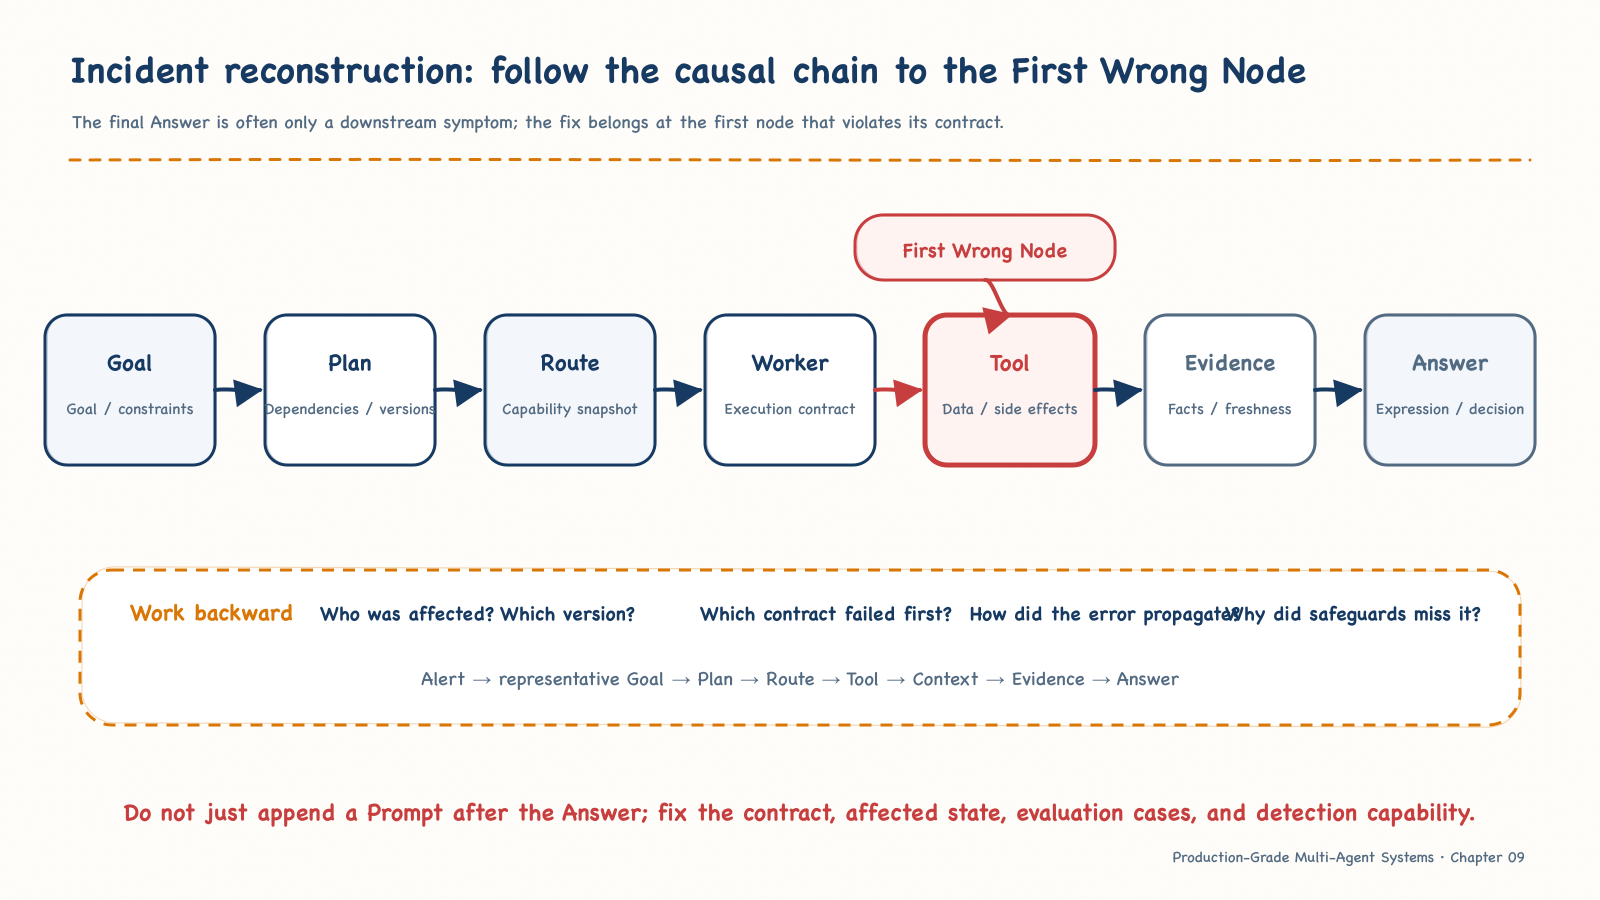 Incident reconstruction: follow the causal chain to the First Wrong Node
The final Answer is often only a downstream symptom; the fix belongs at the first node that violates its contract.
First Wrong Node
Goal
Goal / constraints
Plan
Dependencies / versions
Route
Capability snapshot
Worker
Execution contract
Tool
Data / side effects
Evidence
Facts / freshness
Answer
Expression / decision
Work backward
Who was affected?
Which version?
Which contract failed first?
How did the error propagate?
Why did safeguards miss it?
Alert → representative Goal → Plan → Route → Tool → Context → Evidence → Answer
Do not just append a Prompt after the Answer; fix the contract, affected state, evaluation cases, and detection capability.
Production-Grade Multi-Agent Systems · Chapter 09